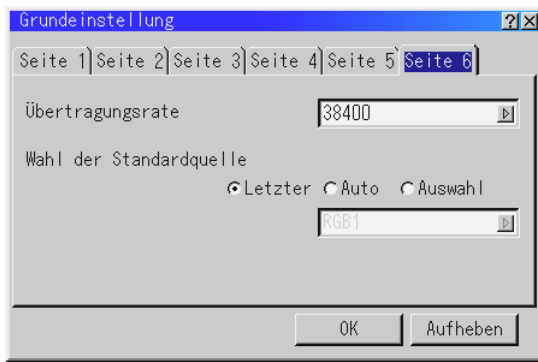 Grundeinstellung
Seite 1 Seite 2 Seite 3 Seite 4 Seite 5 Seite 6
Übertragungsrate 38400
Wahl der Standardquelle
Letzter Auto Auswahl
RGB1
OK Aufheben